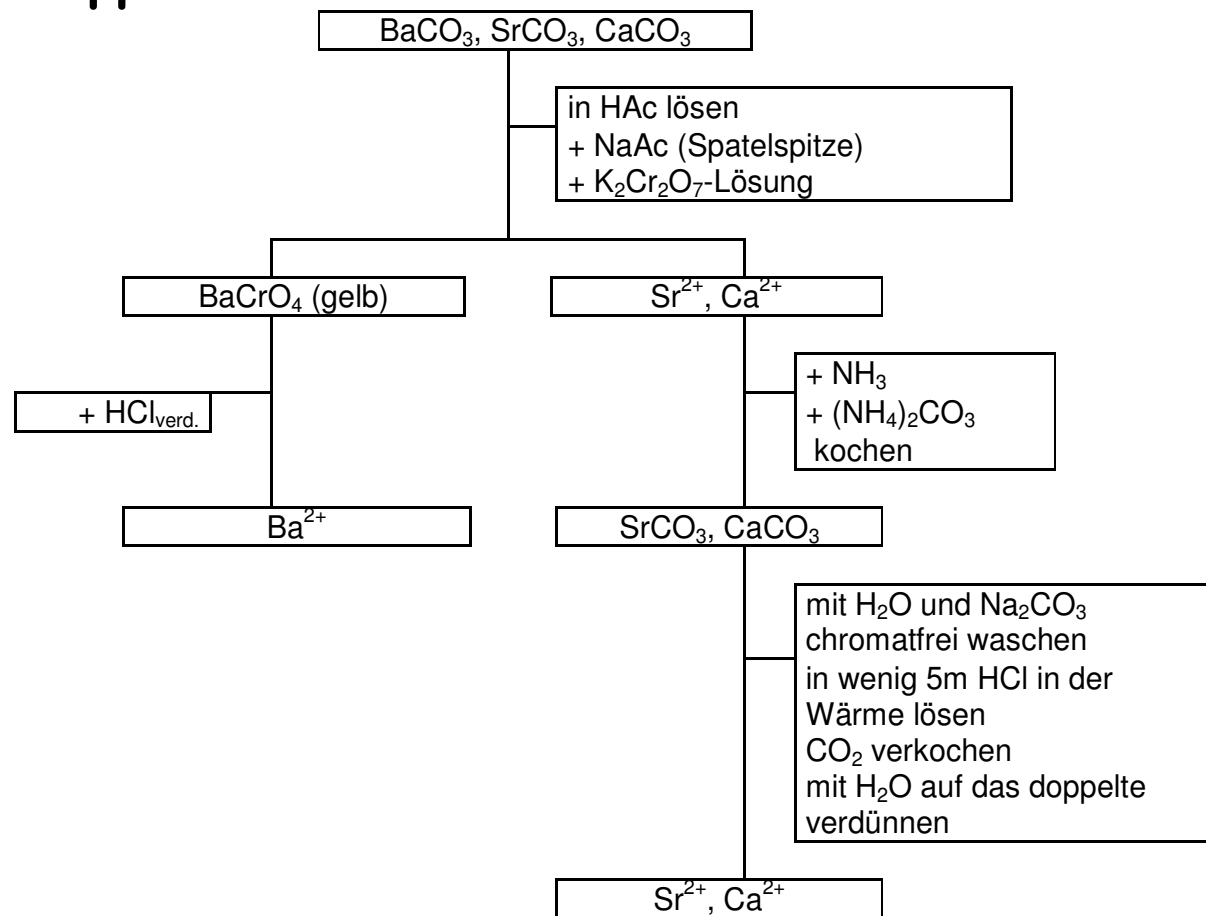 BaCO₃, SrCO₃, CaCO₃
in HAc lösen
+ NaAc (Spatelspitze)
+ K₂Cr₂O₇-Lösung
BaCrO₄ (gelb)
Sr²⁺, Ca²⁺
+ HClverd.
+ NH₃
+ (NH₄)₂CO₃
kochen
Ba²⁺
SrCO₃, CaCO₃
mit H₂O und Na₂CO₃
chromatfrei waschen
in wenig 5m HCl in der
Wärme lösen
CO₂ verkochen
mit H₂O auf das doppelte
verdünnen
Sr²⁺, Ca²⁺